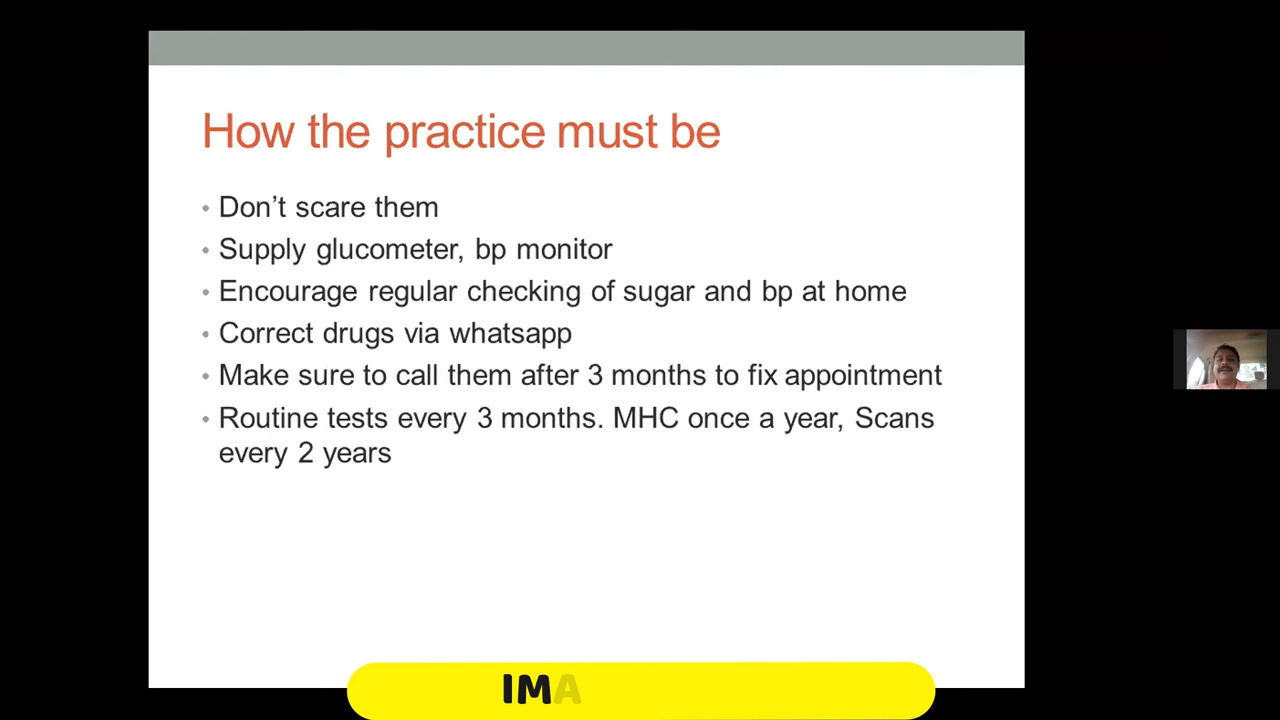 How the practice must be
• Don't scare them
• Supply glucometer, bp monitor
• Encourage regular checking of sugar and bp at home
• Correct drugs via whatsapp
• Make sure to call them after 3 months to fix appointment
• Routine tests every 3 months. MHC once a year, Scans
every 2 years
IMA